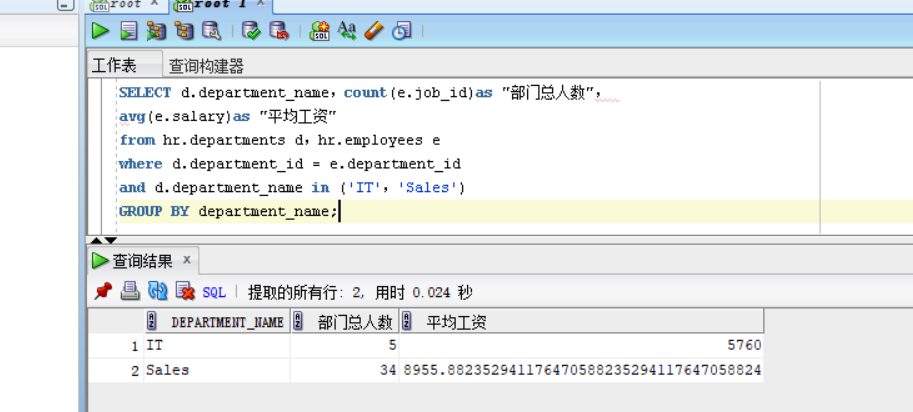 root
root 1
工作表 查询构建器
SELECT d.department_name，count(e.job_id)as "部门总人数"，
avg(e.salary)as "平均工资"
from hr.departments d，hr.employees e
where d.department_id = e.department_id
and d.department_name in ('IT'，'Sales')
GROUP BY department_name;
查询结果
SQL | 提取的所有行: 2, 用时 0.024 秒
DEPARTMENT_NAME 部门总人数 平均工资
1 IT 5 5760
2 Sales 34 8955.88235294117647058823529411764705882​4